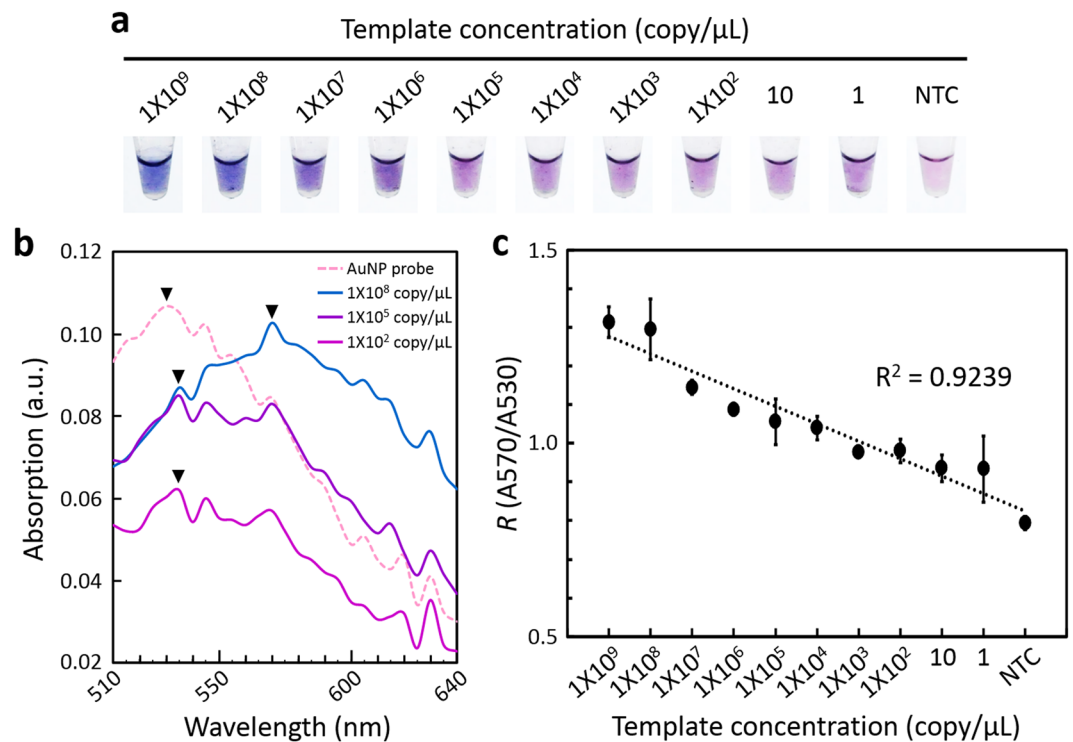 a
Template concentration (copy/μL)
1X10⁹ 1X10⁸ 1X10⁷ 1X10⁶ 1X10⁵ 1X10⁴ 1X10³ 1X10² 10 1 NTC
b
0.12
0.10
0.08
0.06
0.04
0.02
Absorption (a.u.)
AuNP probe
1X10⁸ copy/μL
1X10⁵ copy/μL
1X10² copy/μL
510 550 600 640
Wavelength (nm)
c
1.5
1.0
0.5
R (A570/A530)
R² = 0.9239
1X10⁹ 1X10⁸ 1X10⁷ 1X10⁶ 1X10⁵ 1X10⁴ 1X10³ 1X10² 10 1 NTC
Template concentration (copy/μL)